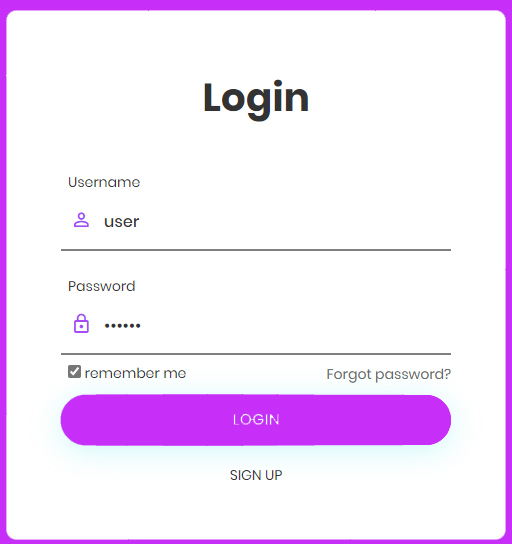 Login
Username
user
Password
••••••
remember me Forgot password?
LOGIN
SIGN UP